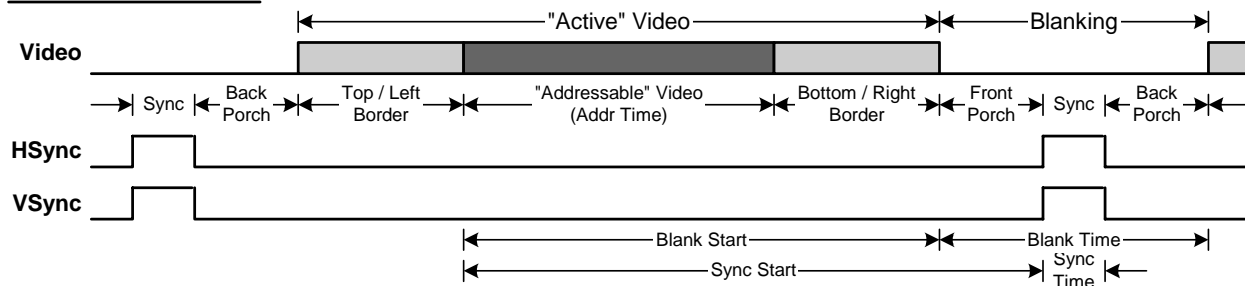 "Active" Video
Blanking
Video
Sync
Back
Porch
Top / Left
Border
"Addressable" Video
(Addr Time)
Bottom / Right
Border
Front
Porch
Sync
Back
Porch
HSync
VSync
Blank Start
Blank Time
Sync Start
Sync
Time